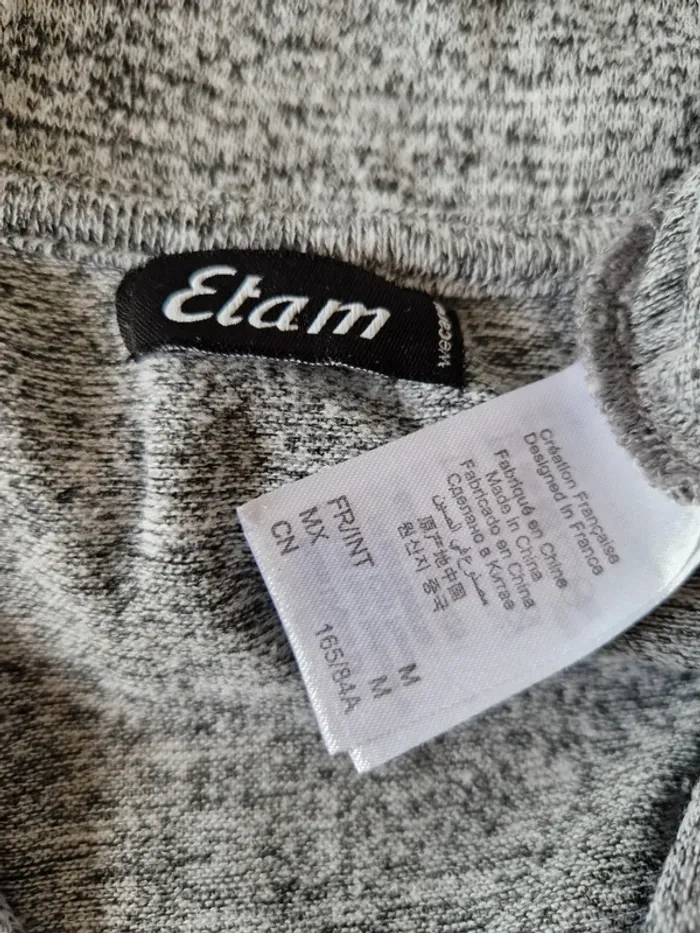 Etam
wecare
Création Française
Designed in France
Fabriqué en Chine
Made in China
Fabricado en China
Сделано в Китае
صنع في الصين
原产地中国
원산지 중국
FR/INT M
MX M
CN 165/84A